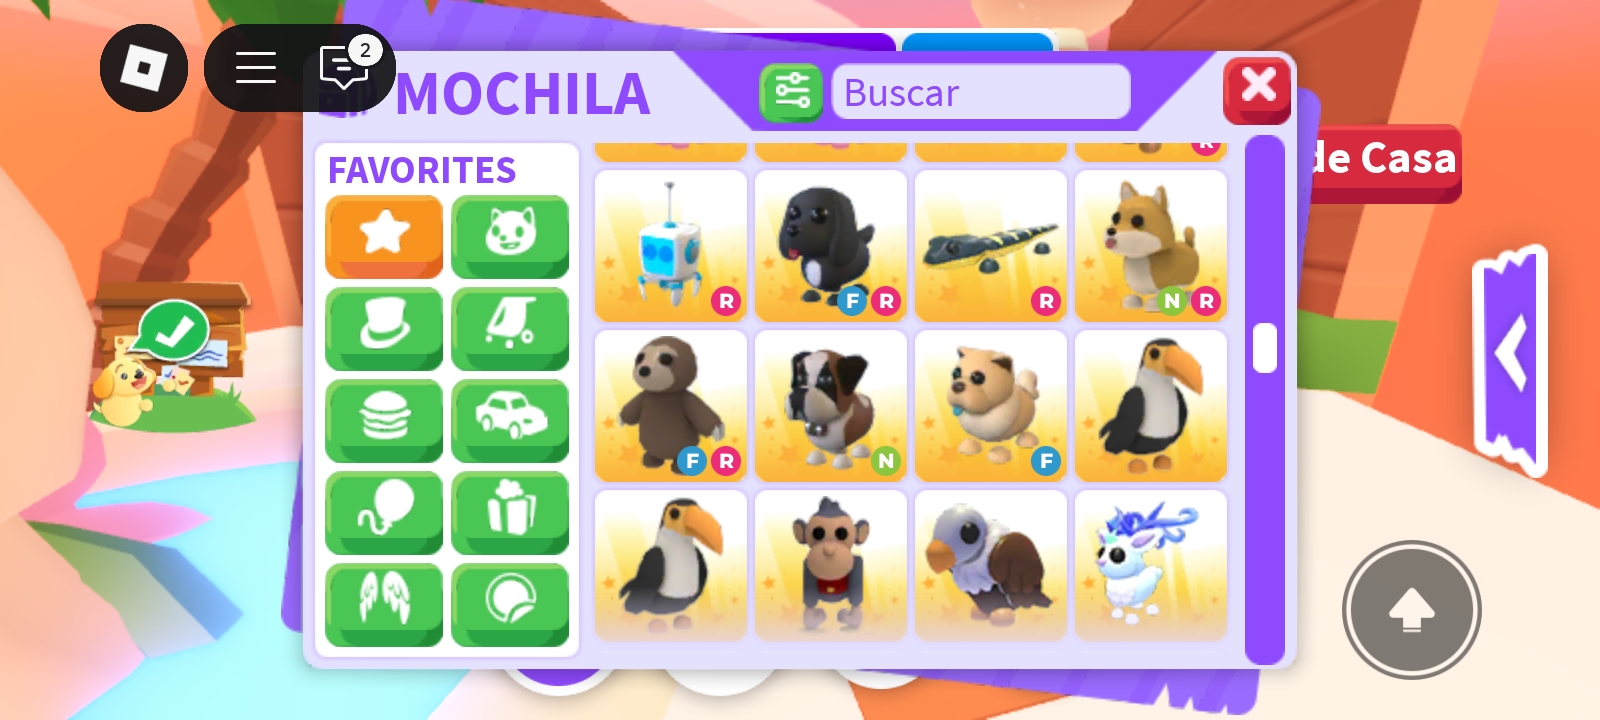 2
MOCHILA
Buscar
de Casa
FAVORITES
R
R
F R
R
N R
F R
N
F